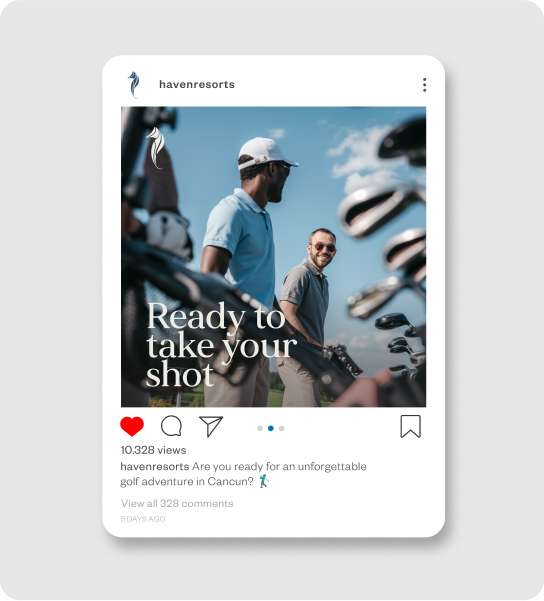 havenresorts
Ready to
take your
shot
10.328 views
havenresorts Are you ready for an unforgettable
golf adventure in Cancun? 🏌️‍♂️
View all 328 comments
5 DAYS AGO